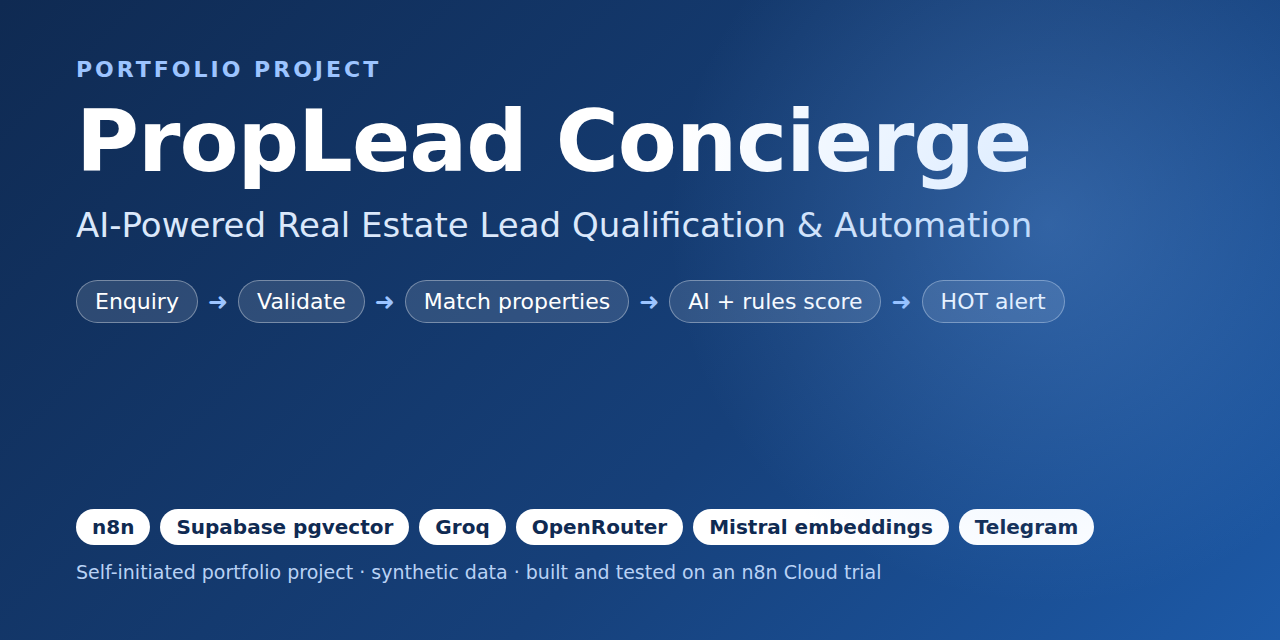 PORTFOLIO PROJECT
PropLead Concierge
AI-Powered Real Estate Lead Qualification & Automation
Enquiry ➜ Validate ➜ Match properties ➜ AI + rules score ➜ HOT alert
n8n Supabase pgvector Groq OpenRouter Mistral embeddings Telegram
Self-initiated portfolio project · synthetic data · built and tested on an n8n Cloud trial